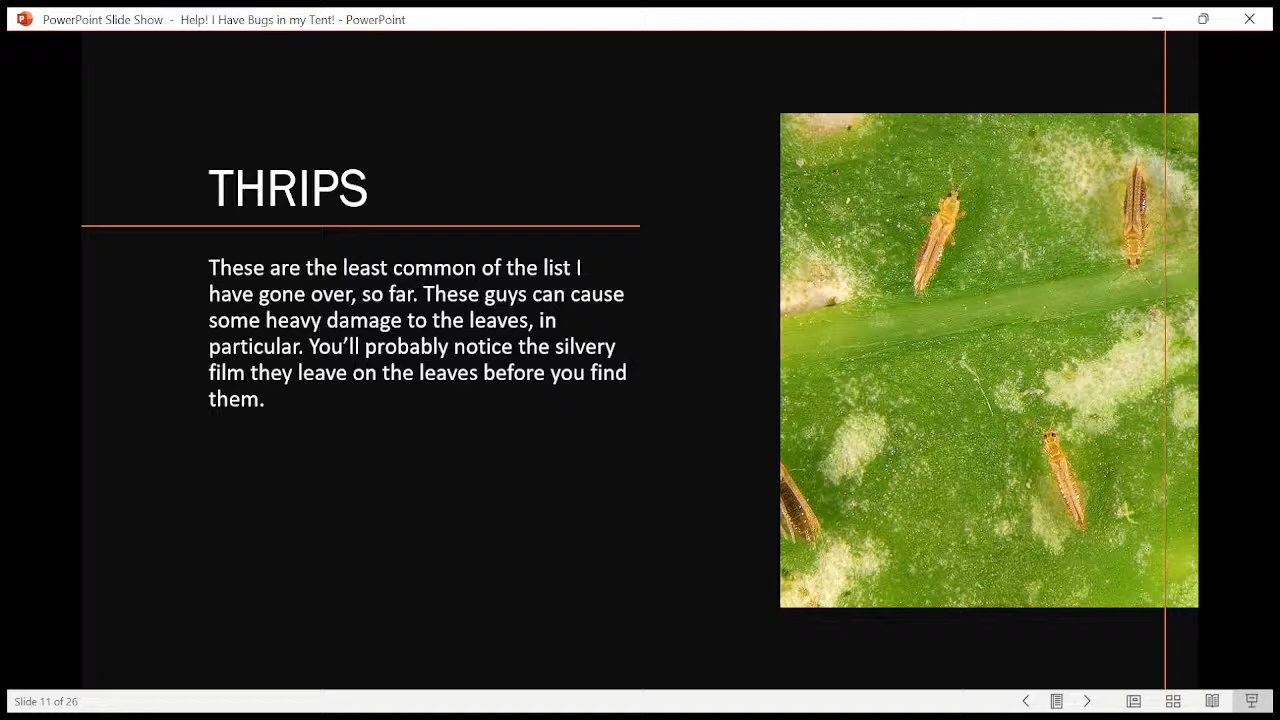 PowerPoint Slide Show - Help! I Have Bugs in my Tent! - PowerPoint
THRIPS
These are the least common of the list I
have gone over, so far. These guys can cause
some heavy damage to the leaves, in
particular. You’ll probably notice the silvery
film they leave on the leaves before you find
them.
Slide 11 of 26